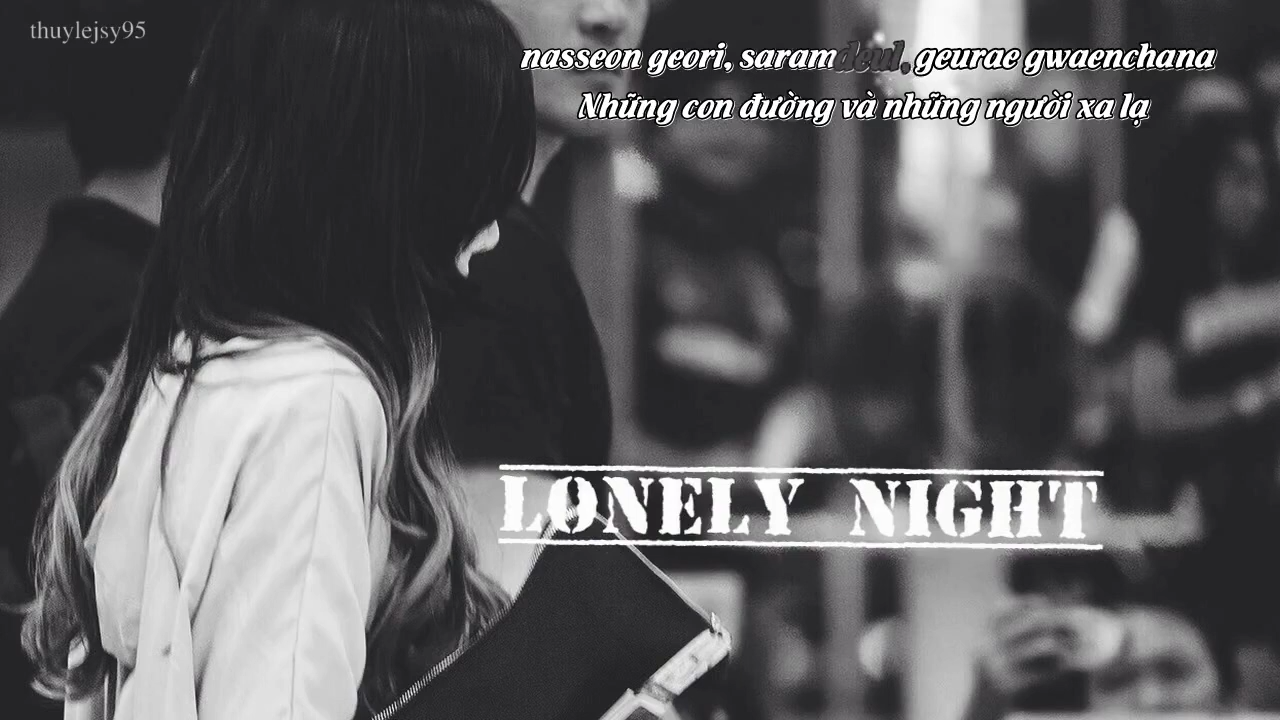 thuylejsy95
nasseon geori, saramdeul, geurae gwaenchana
Những con đường và những người xa lạ
LONELY NIGHT